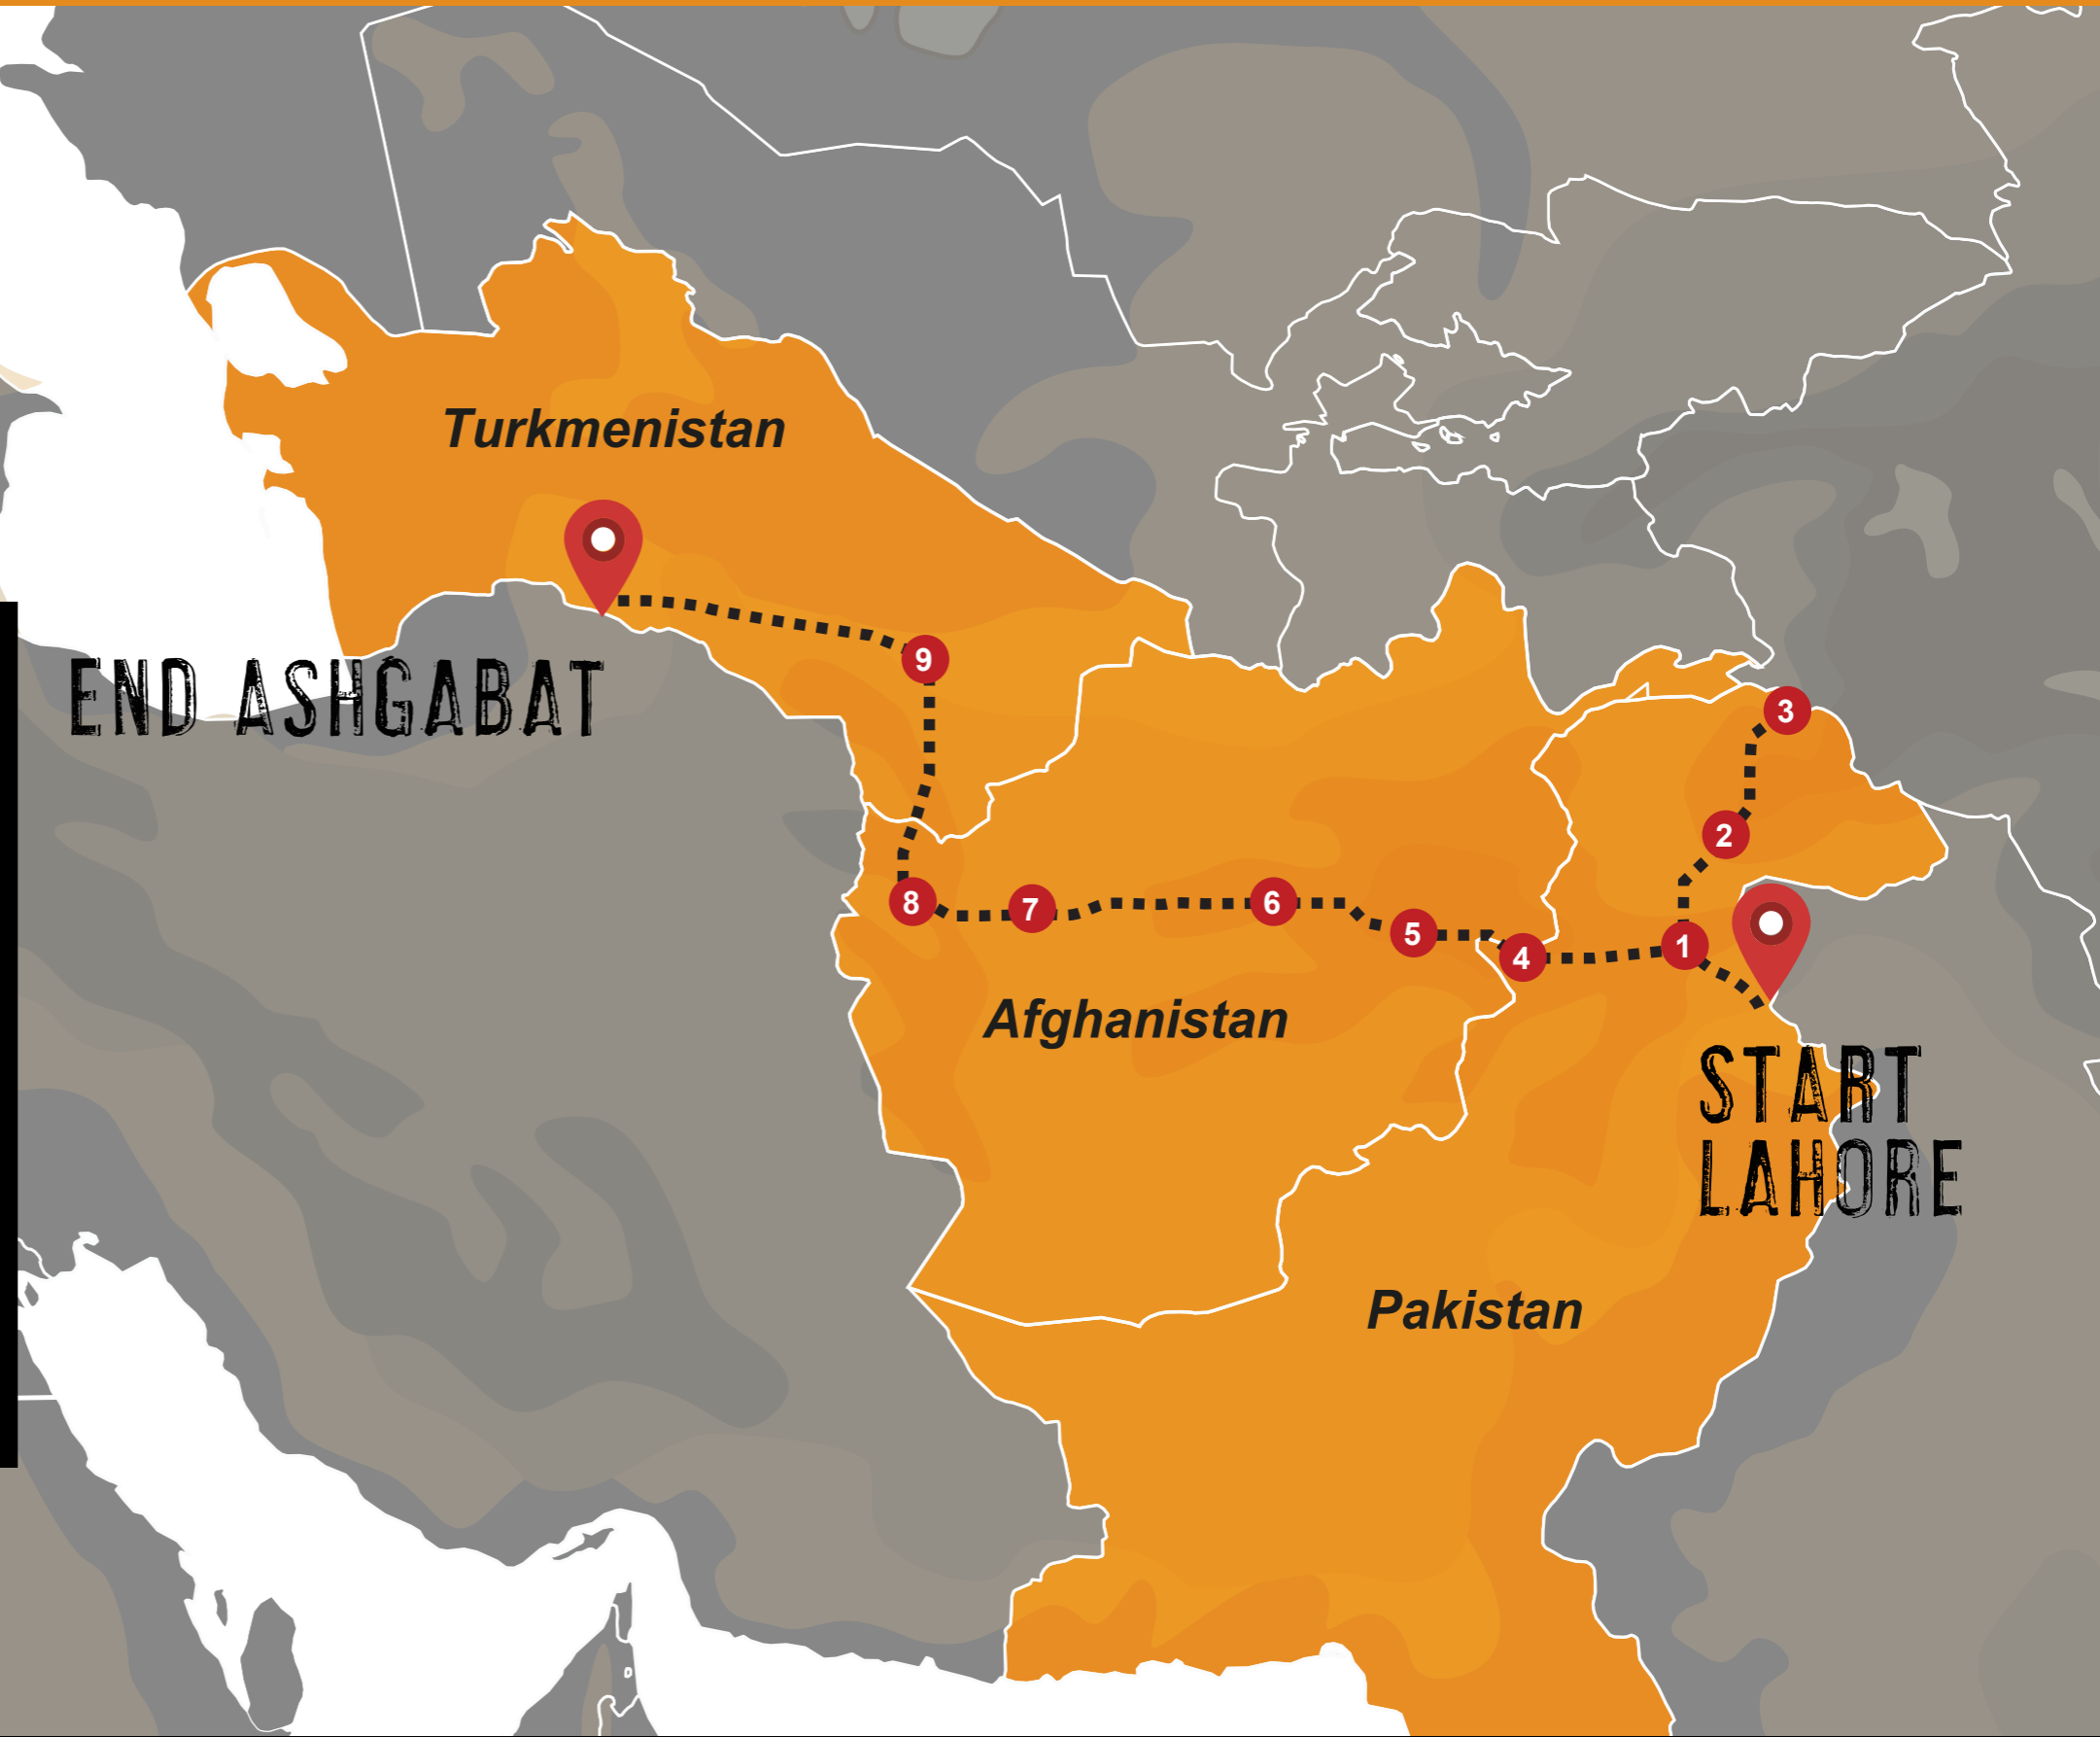 Turkmenistan
9
END ASHGABAT
3
2
8
7
6
5
4
1
Afghanistan
START
LAHORE
Pakistan